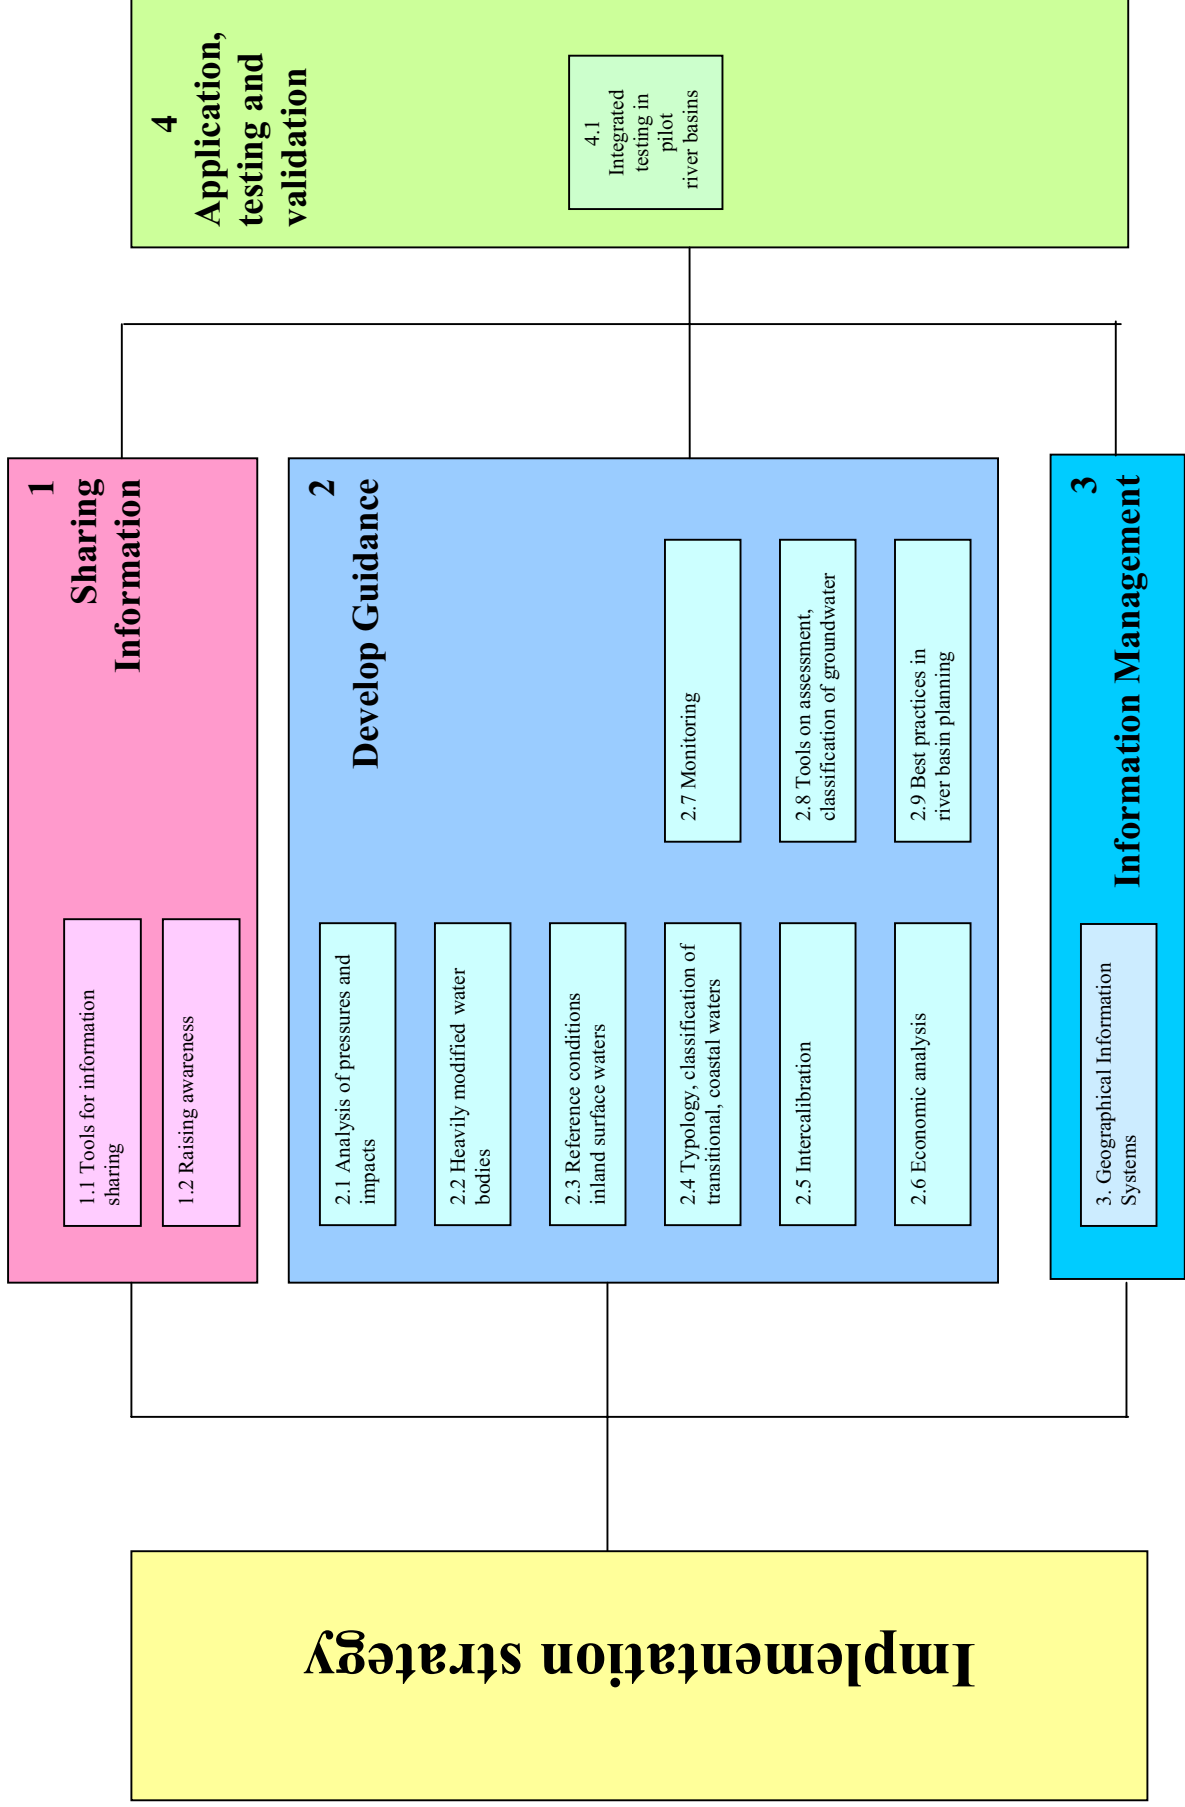 Implementation strategy
1
Sharing
Information
1.1 Tools for information
sharing
1.2 Raising awareness
2
Develop Guidance
2.1 Analysis of pressures and
impacts
2.2 Heavily modified water
bodies
2.3 Reference conditions
inland surface waters
2.4 Typology, classification of
transitional, coastal waters
2.5 Intercalibration
2.6 Economic analysis
2.7 Monitoring
2.8 Tools on assessment,
classification of groundwater
2.9 Best practices in
river basin planning
3
Information Management
3. Geographical Information
Systems
4
Application,
testing and
validation
4.1
Integrated
testing in
pilot
river basins